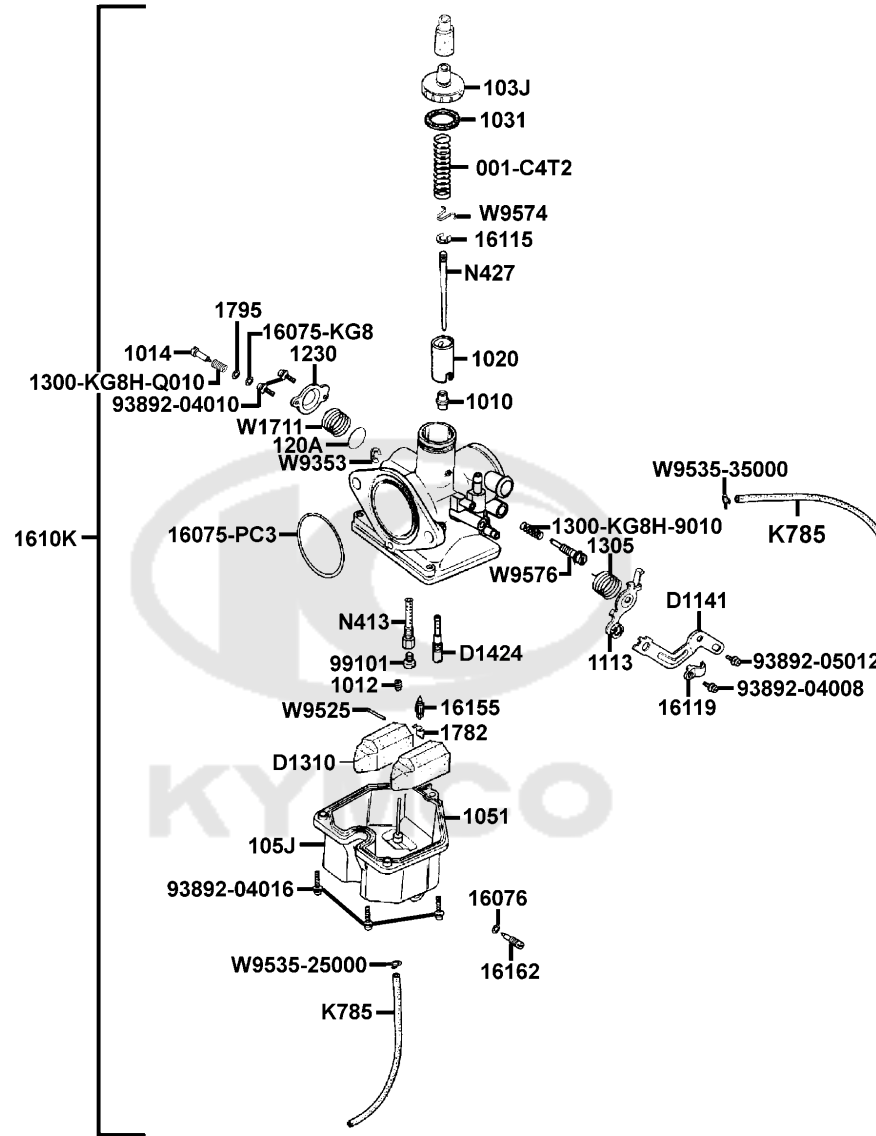 103J
1031
001-C4T2
W9574
16115
N427
1795
16075-KG8
1014
1230
1020
1300-KG8H-Q010
93892-04010
1010
W1711
120A
W9353
W9535-35000
1610K
16075-PC3
1300-KG8H-9010
K785
1305
W9576
D1141
N413
D1424
99101
1113
93892-05012
1012
93892-04008
16119
W9525
16155
1782
D1310
KYMCO
1051
105J
93892-04016
16076
W9535-25000
16162
K785